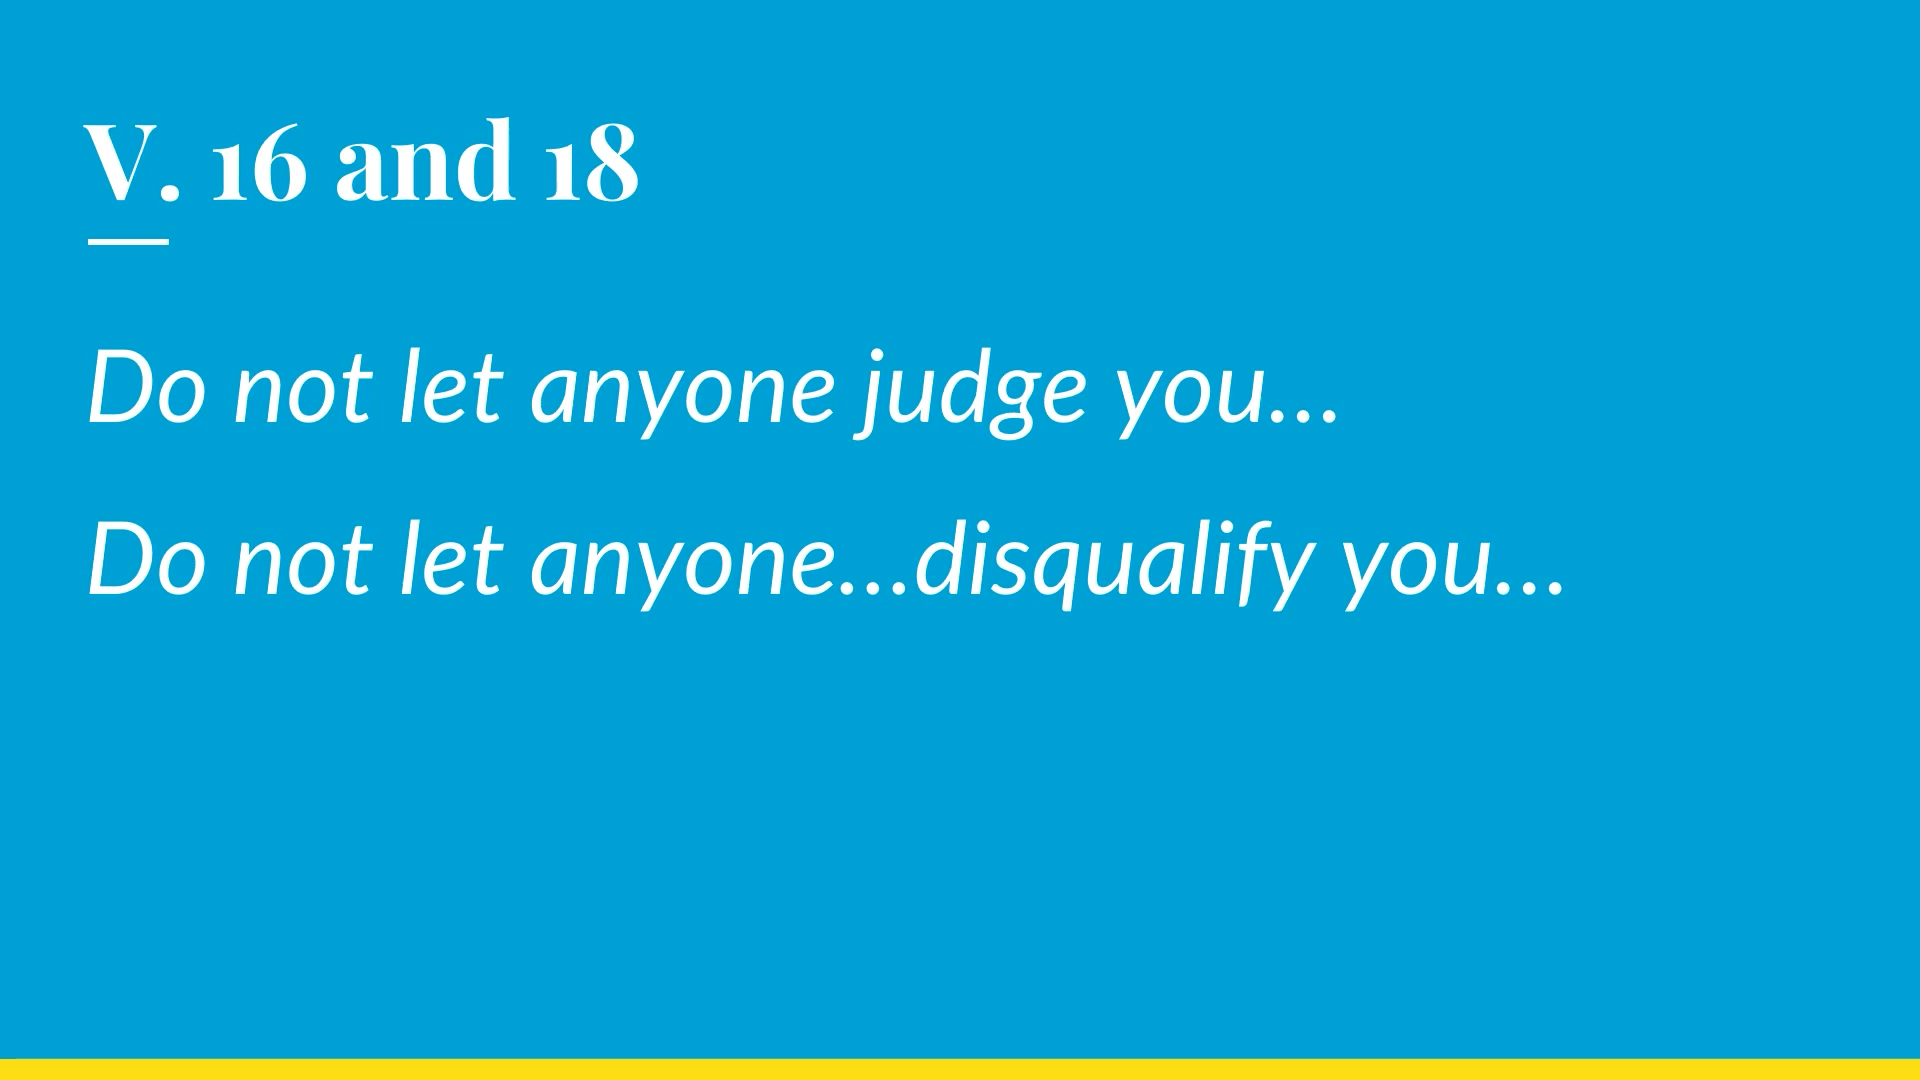 V. 16 and 18
Do not let anyone judge you…
Do not let anyone…disqualify you…